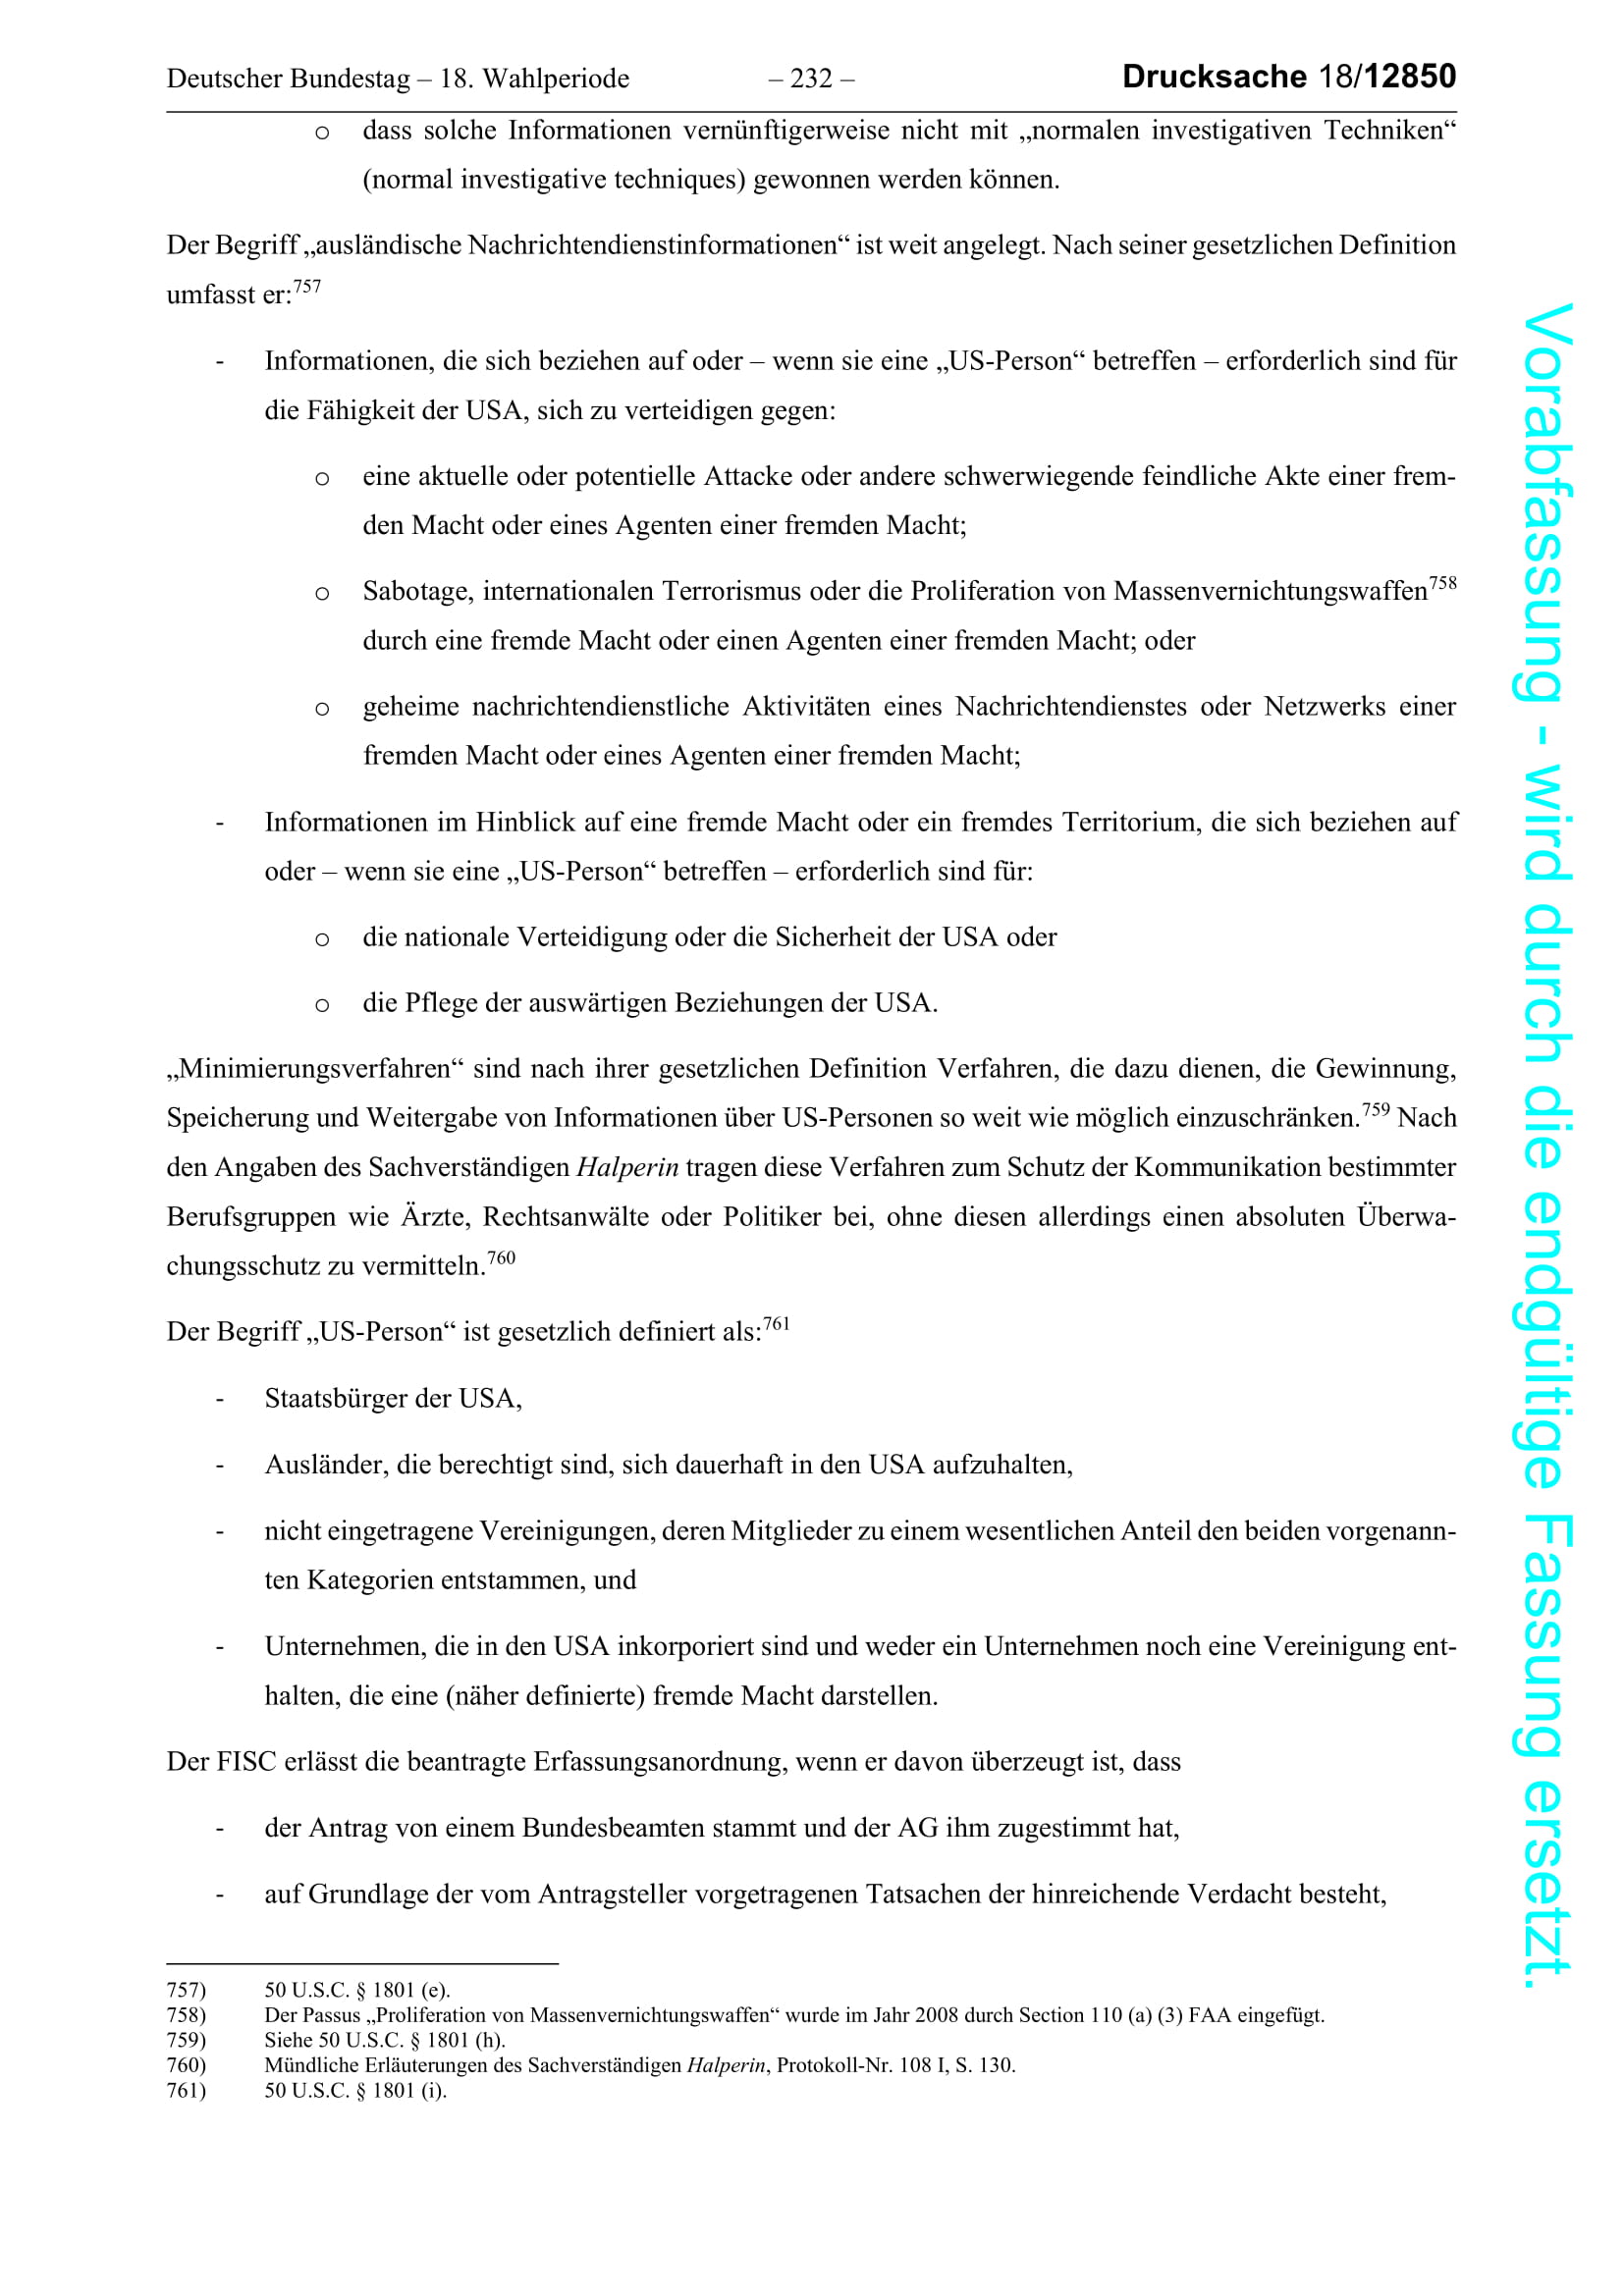 Deutscher Bundestag – 18. Wahlperiode – 232 – Drucksache 18/12850
o dass solche Informationen vernünftigerweise nicht mit „normalen investigativen Techniken“
(normal investigative techniques) gewonnen werden können.
Der Begriff „ausländische Nachrichtendienstinformationen“ ist weit angelegt. Nach seiner gesetzlichen Definition
umfasst er:757
- Informationen, die sich beziehen auf oder – wenn sie eine „US-Person“ betreffen – erforderlich sind für
die Fähigkeit der USA, sich zu verteidigen gegen:
o eine aktuelle oder potentielle Attacke oder andere schwerwiegende feindliche Akte einer frem-
den Macht oder eines Agenten einer fremden Macht;
o Sabotage, internationalen Terrorismus oder die Proliferation von Massenvernichtungswaffen758
durch eine fremde Macht oder einen Agenten einer fremden Macht; oder
o geheime nachrichtendienstliche Aktivitäten eines Nachrichtendienstes oder Netzwerks einer
fremden Macht oder eines Agenten einer fremden Macht;
- Informationen im Hinblick auf eine fremde Macht oder ein fremdes Territorium, die sich beziehen auf
oder – wenn sie eine „US-Person“ betreffen – erforderlich sind für:
o die nationale Verteidigung oder die Sicherheit der USA oder
o die Pflege der auswärtigen Beziehungen der USA.
„Minimierungsverfahren“ sind nach ihrer gesetzlichen Definition Verfahren, die dazu dienen, die Gewinnung,
Speicherung und Weitergabe von Informationen über US-Personen so weit wie möglich einzuschränken.759 Nach
den Angaben des Sachverständigen Halperin tragen diese Verfahren zum Schutz der Kommunikation bestimmter
Berufsgruppen wie Ärzte, Rechtsanwälte oder Politiker bei, ohne diesen allerdings einen absoluten Überwa-
chungsschutz zu vermitteln.760
Der Begriff „US-Person“ ist gesetzlich definiert als:761
- Staatsbürger der USA,
- Ausländer, die berechtigt sind, sich dauerhaft in den USA aufzuhalten,
- nicht eingetragene Vereinigungen, deren Mitglieder zu einem wesentlichen Anteil den beiden vorgenann-
ten Kategorien entstammen, und
- Unternehmen, die in den USA inkorporiert sind und weder ein Unternehmen noch eine Vereinigung ent-
halten, die eine (näher definierte) fremde Macht darstellen.
Der FISC erlässt die beantragte Erfassungsanordnung, wenn er davon überzeugt ist, dass
- der Antrag von einem Bundesbeamten stammt und der AG ihm zugestimmt hat,
- auf Grundlage der vom Antragsteller vorgetragenen Tatsachen der hinreichende Verdacht besteht,
757) 50 U.S.C. § 1801 (e).
758) Der Passus „Proliferation von Massenvernichtungswaffen“ wurde im Jahr 2008 durch Section 110 (a) (3) FAA eingefügt.
759) Siehe 50 U.S.C. § 1801 (h).
760) Mündliche Erläuterungen des Sachverständigen Halperin, Protokoll-Nr. 108 I, S. 130.
761) 50 U.S.C. § 1801 (i).
Vorabfassung - wird durch die endgültige Fassung ersetzt.